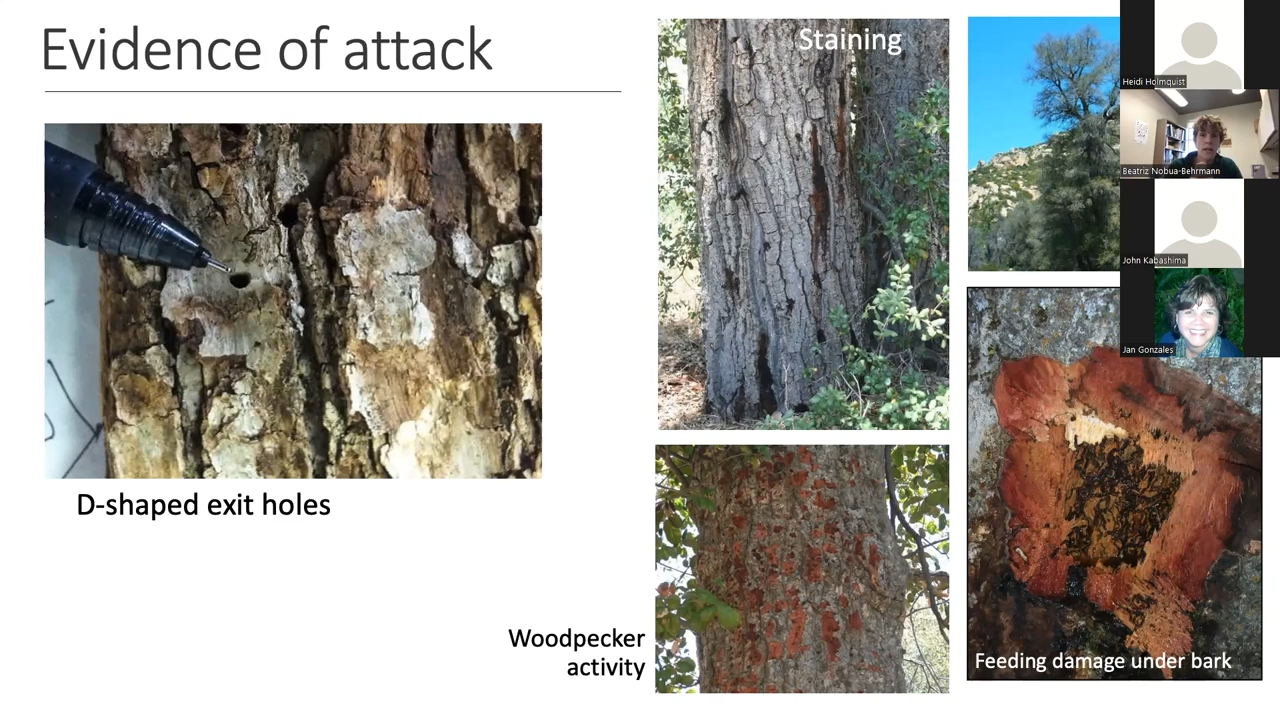 Evidence of attack
Staining
D-shaped exit holes
Woodpecker
activity
Feeding damage under bark
Heidi Holmquist
Beatriz Nobua-Behrmann
John Kabashima
Jan Gonzales